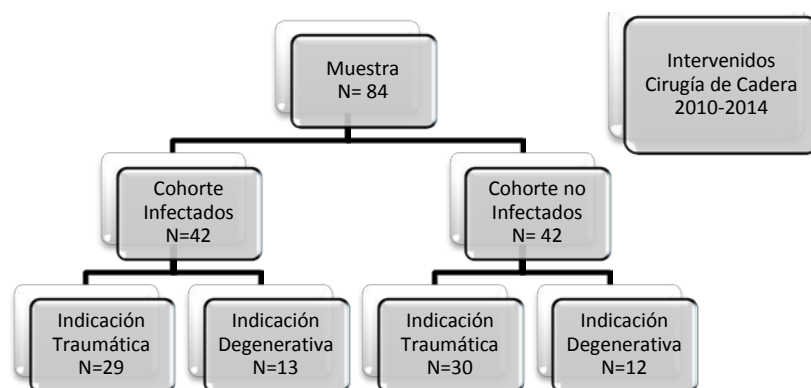 Muestra
N= 84
Intervenidos
Cirugía de Cadera
2010-2014
Cohorte
Infectados
N=42
Cohorte no
Infectados
N= 42
Indicación
Traumática
N=29
Indicación
Degenerativa
N=13
Indicación
Traumática
N=30
Indicación
Degenerativa
N=12